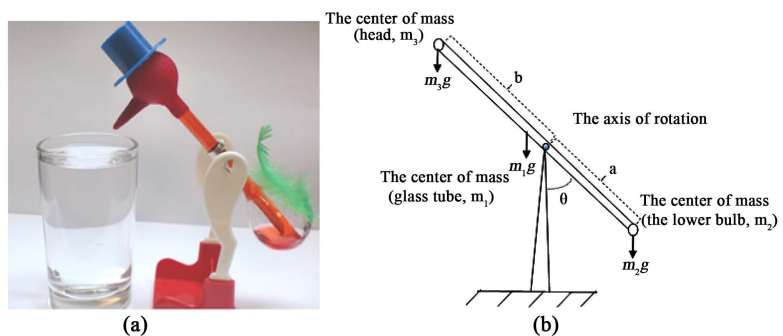 The center of mass
(head, m₃)
m₃g
b
The axis of rotation
m₁g
The center of mass
(glass tube, m₁)
a
θ
The center of mass
(the lower bulb, m₂)
m₂g
(a)
(b)